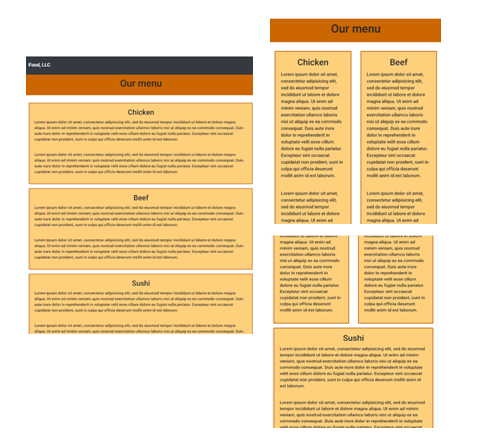 Food, LLC
Our menu
Chicken
Lorem ipsum dolor sit amet, consectetur adipisicing elit, sed do eiusmod tempor incididunt ut labore et dolore magna
aliqua. Ut enim ad minim veniam, quis nostrud exercitation ullamco laboris nisi ut aliquip ex ea commodo consequat. Duis
aute irure dolor in reprehenderit in voluptate velit esse cillum dolore eu fugiat nulla pariatur. Excepteur sint occaecat
cupidatat non proident, sunt in culpa qui officia deserunt mollit anim id est laborum.
Lorem ipsum dolor sit amet, consectetur adipisicing elit, sed do eiusmod tempor incididunt ut labore et dolore magna
aliqua. Ut enim ad minim veniam, quis nostrud exercitation ullamco laboris nisi ut aliquip ex ea commodo consequat. Duis
aute irure dolor in reprehenderit in voluptate velit esse cillum dolore eu fugiat nulla pariatur. Excepteur sint occaecat
cupidatat non proident, sunt in culpa qui officia deserunt mollit anim id est laborum.
Beef
Lorem ipsum dolor sit amet, consectetur adipisicing elit, sed do eiusmod tempor incididunt ut labore et dolore magna
aliqua. Ut enim ad minim veniam, quis nostrud exercitation ullamco laboris nisi ut aliquip ex ea commodo consequat. Duis
aute irure dolor in reprehenderit in voluptate velit esse cillum dolore eu fugiat nulla pariatur. Excepteur sint occaecat
cupidatat non proident, sunt in culpa qui officia deserunt mollit anim id est laborum.
Lorem ipsum dolor sit amet, consectetur adipisicing elit, sed do eiusmod tempor incididunt ut labore et dolore magna
aliqua. Ut enim ad minim veniam, quis nostrud exercitation ullamco laboris nisi ut aliquip ex ea commodo consequat. Duis
aute irure dolor in reprehenderit in voluptate velit esse cillum dolore eu fugiat nulla pariatur. Excepteur sint occaecat
cupidatat non proident, sunt in culpa qui officia deserunt mollit anim id est laborum.
Sushi
Lorem ipsum dolor sit amet, consectetur adipisicing elit, sed do eiusmod tempor incididunt ut labore et dolore magna
aliqua. Ut enim ad minim veniam, quis nostrud exercitation ullamco laboris nisi ut aliquip ex ea commodo consequat. Duis
aute irure dolor in reprehenderit in voluptate velit esse cillum dolore eu fugiat nulla pariatur. Excepteur sint occaecat
cupidatat non proident, sunt in culpa qui officia deserunt mollit anim id est laborum.
Lorem ipsum dolor sit amet, consectetur adipisicing elit, sed do eiusmod tempor incididunt ut labore et dolore magna
Our menu
Chicken
Lorem ipsum dolor sit amet,
consectetur adipisicing elit,
sed do eiusmod tempor
incididunt ut labore et dolore
magna aliqua. Ut enim ad
minim veniam, quis nostrud
exercitation ullamco laboris
nisi ut aliquip ex ea commodo
consequat. Duis aute irure
dolor in reprehenderit in
voluptate velit esse cillum
dolore eu fugiat nulla pariatur.
Excepteur sint occaecat
cupidatat non proident, sunt in
culpa qui officia deserunt
mollit anim id est laborum.
Lorem ipsum dolor sit amet,
consectetur adipisicing elit,
sed do eiusmod tempor
incididunt ut labore et dolore
magna aliqua. Ut enim ad
Beef
Lorem ipsum dolor sit amet,
consectetur adipisicing elit,
sed do eiusmod tempor
incididunt ut labore et dolore
magna aliqua. Ut enim ad
minim veniam, quis nostrud
exercitation ullamco laboris
nisi ut aliquip ex ea commodo
consequat. Duis aute irure
dolor in reprehenderit in
voluptate velit esse cillum
dolore eu fugiat nulla pariatur.
Excepteur sint occaecat
cupidatat non proident, sunt in
culpa qui officia deserunt
mollit anim id est laborum.
Lorem ipsum dolor sit amet,
consectetur adipisicing elit,
sed do eiusmod tempor
incididunt ut labore et dolore
magna aliqua. Ut enim ad
magna aliqua. Ut enim ad
minim veniam, quis nostrud
exercitation ullamco laboris
nisi ut aliquip ex ea commodo
consequat. Duis aute irure
dolor in reprehenderit in
voluptate velit esse cillum
dolore eu fugiat nulla pariatur.
Excepteur sint occaecat
cupidatat non proident, sunt in
culpa qui officia deserunt
mollit anim id est laborum.
magna aliqua. Ut enim ad
minim veniam, quis nostrud
exercitation ullamco laboris
nisi ut aliquip ex ea commodo
consequat. Duis aute irure
dolor in reprehenderit in
voluptate velit esse cillum
dolore eu fugiat nulla pariatur.
Excepteur sint occaecat
cupidatat non proident, sunt in
culpa qui officia deserunt
mollit anim id est laborum.
Sushi
Lorem ipsum dolor sit amet, consectetur adipisicing elit, sed do eiusmod
tempor incididunt ut labore et dolore magna aliqua. Ut enim ad minim veniam,
quis nostrud exercitation ullamco laboris nisi ut aliquip ex ea commodo
consequat. Duis aute irure dolor in reprehenderit in voluptate
velit esse cillum dolore eu fugiat nulla pariatur. Excepteur sint occaecat
cupidatat non proident, sunt in culpa qui officia deserunt mollit anim id est
laborum.
Lorem ipsum dolor sit amet, consectetur adipisicing elit, sed do eiusmod
tempor incididunt ut labore et dolore magna aliqua. Ut enim ad minim veniam,
quis nostrud exercitation ullamco laboris nisi ut aliquip ex ea commodo
consequat. Duis aute irure dolor in reprehenderit in voluptate
velit esse cillum dolore eu fugiat nulla pariatur. Excepteur sint occaecat